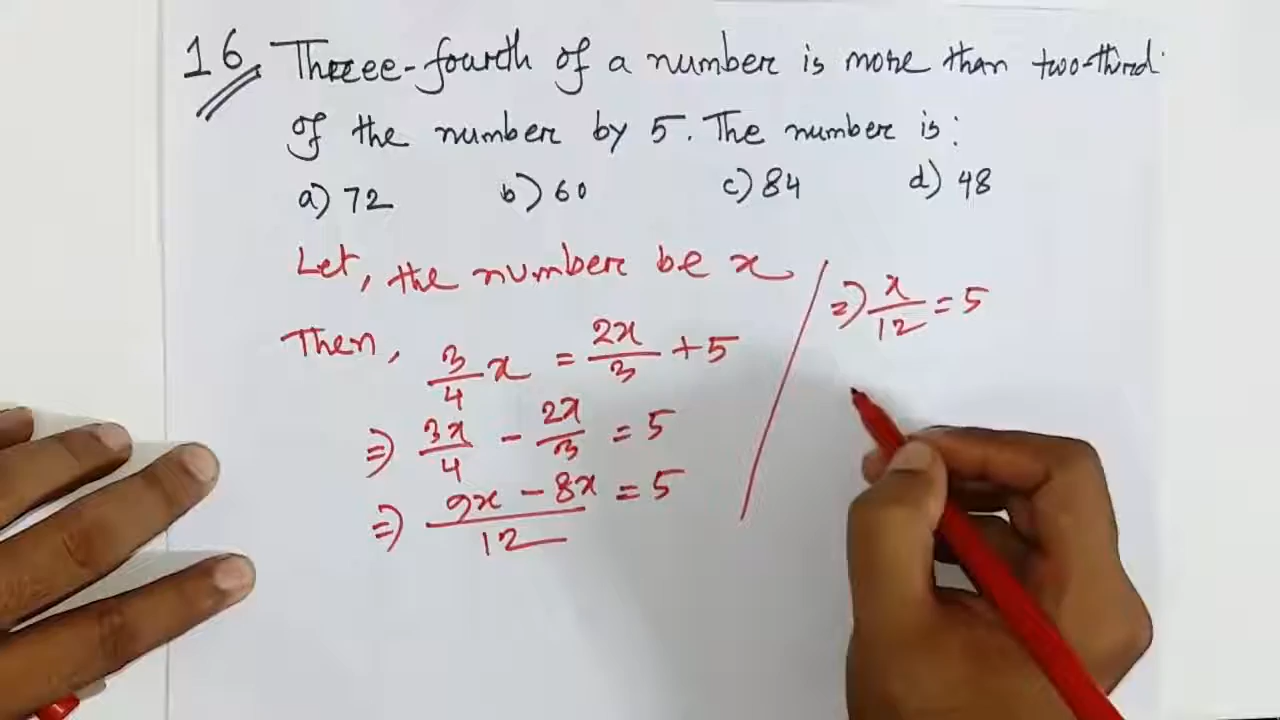 16. Three-fourth of a number is more than two-third
of the number by 5. The number is:
a) 72 b) 60 c) 84 d) 48
Let, the number be x
Then, 3/4 x = 2x/3 + 5
⇒ 3x/4 - 2x/3 = 5
⇒ 9x - 8x/12 = 5
⇒ x/12 = 5